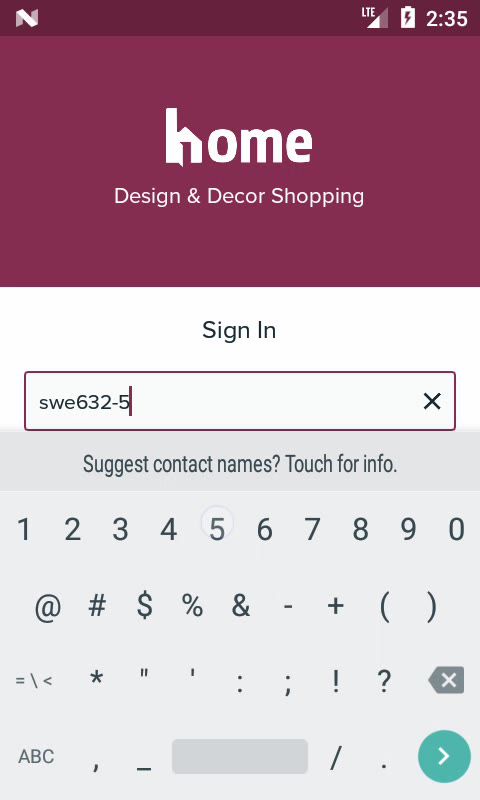 LTE 2:35
home
Design & Decor Shopping
Sign In
swe632-5
Suggest contact names? Touch for info.
1 2 3 4 5 6 7 8 9 0
@ # $ % & - + ( )
= \ < * " ' : ; ! ?
ABC , _ / .